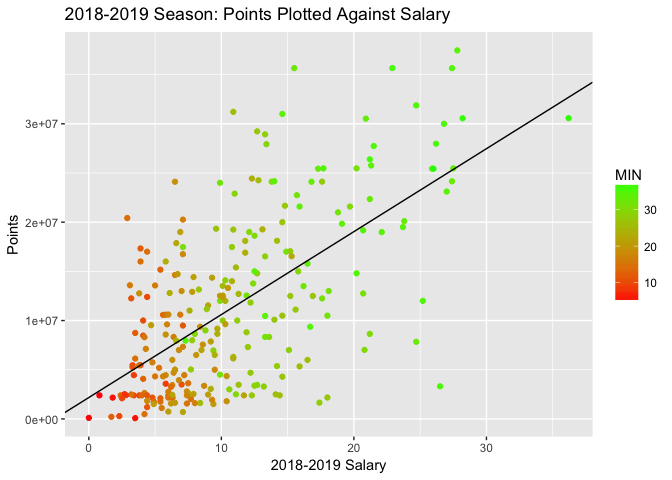 2018-2019 Season: Points Plotted Against Salary
Points
3e+07
2e+07
1e+07
0e+00
0 10 20 30
2018-2019 Salary
MIN
30
20
10